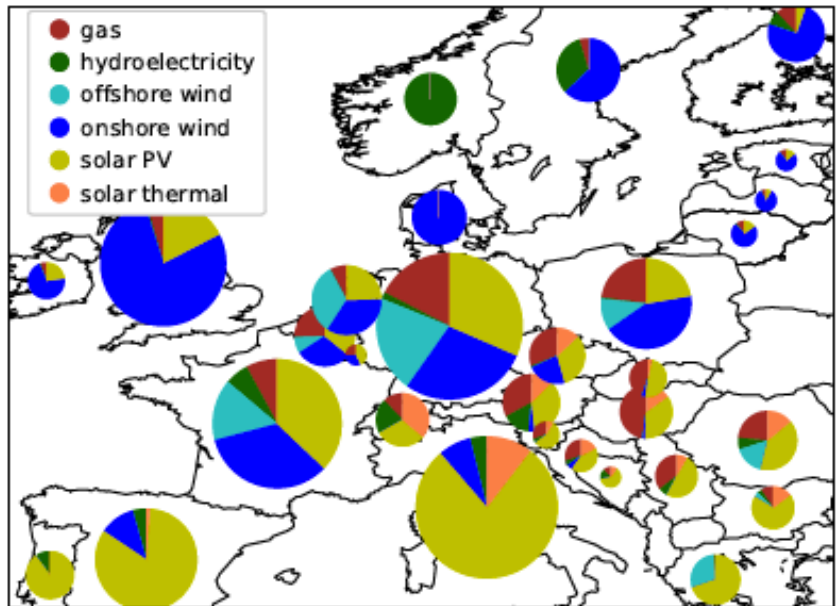 gas
hydroelectricity
offshore wind
onshore wind
solar PV
solar thermal